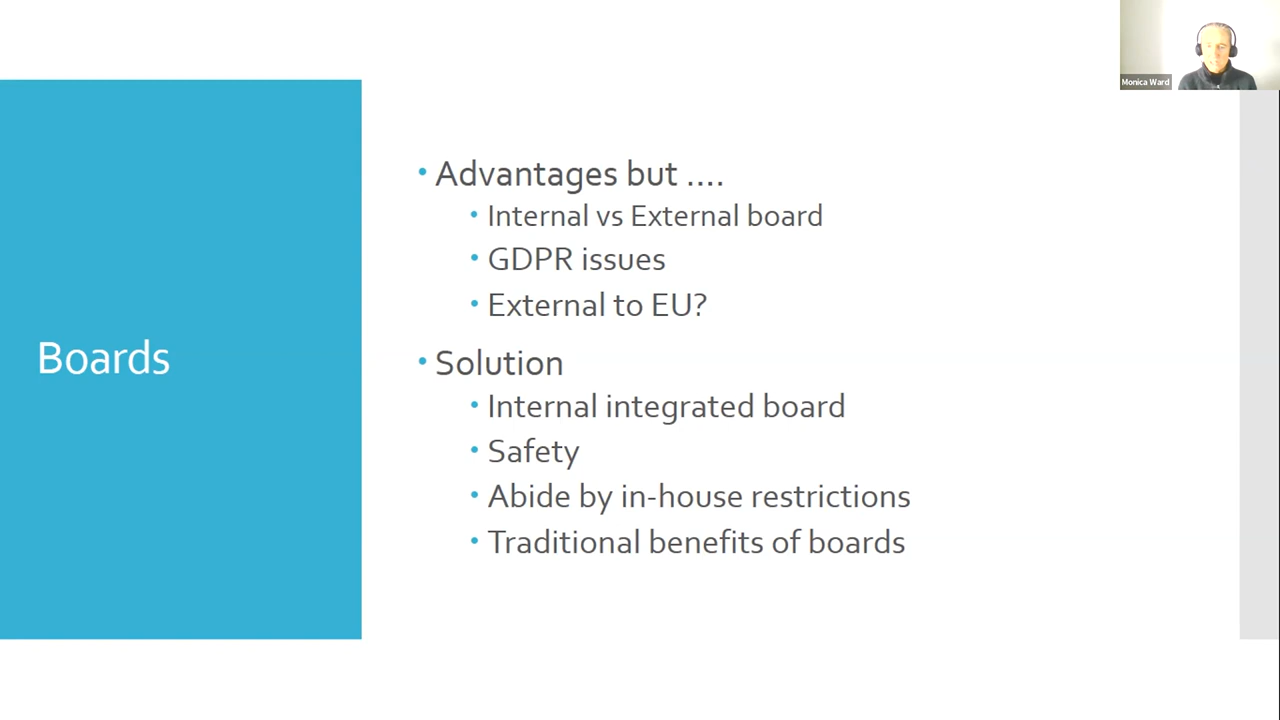 Monica Ward
Boards
Advantages but ....
Internal vs External board
GDPR issues
External to EU?
Solution
Internal integrated board
Safety
Abide by in-house restrictions
Traditional benefits of boards